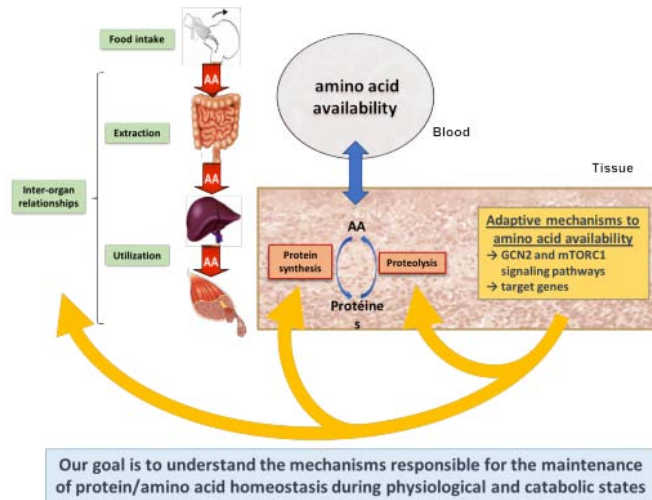 Food intake
AA
Extraction
AA
Inter-organ
relationships
Utilization
AA
amino acid
availability
Blood
Tissue
AA
Protein
synthesis
Proteolysis
Protéine
s
Adaptive mechanisms to
amino acid availability
→ GCN2 and mTORC1
signaling pathways
→ target genes
Our goal is to understand the mechanisms responsible for the maintenance
of protein/amino acid homeostasis during physiological and catabolic states